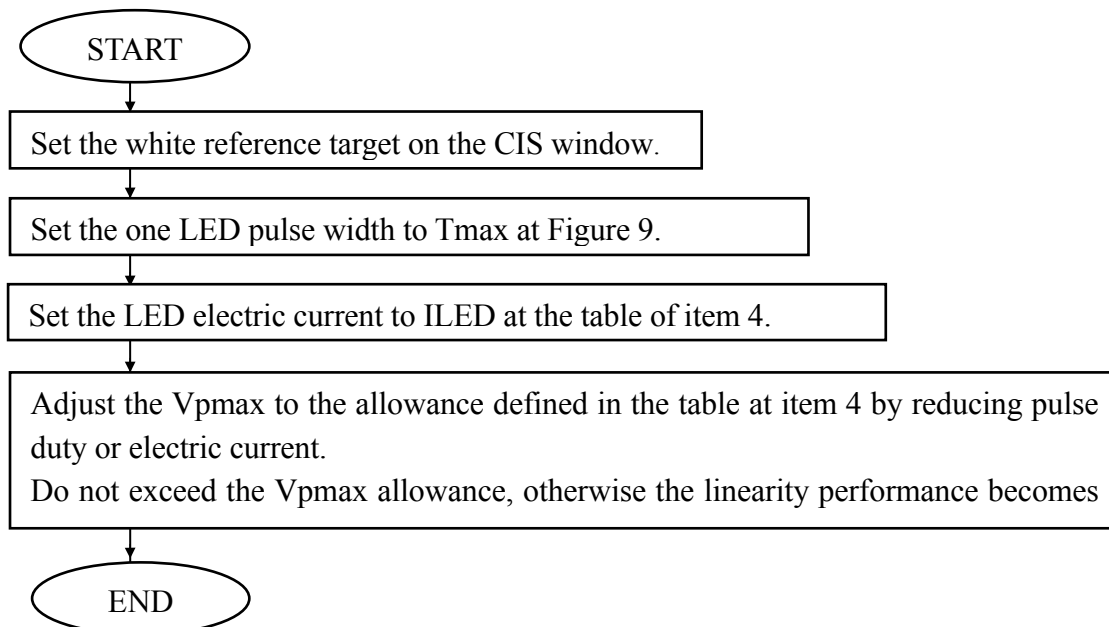 START
Set the white reference target on the CIS window.
Set the one LED pulse width to Tmax at Figure 9.
Set the LED electric current to ILED at the table of item 4.
Adjust the Vpmax to the allowance defined in the table at item 4 by reducing pulse
duty or electric current.
Do not exceed the Vpmax allowance, otherwise the linearity performance becomes
END